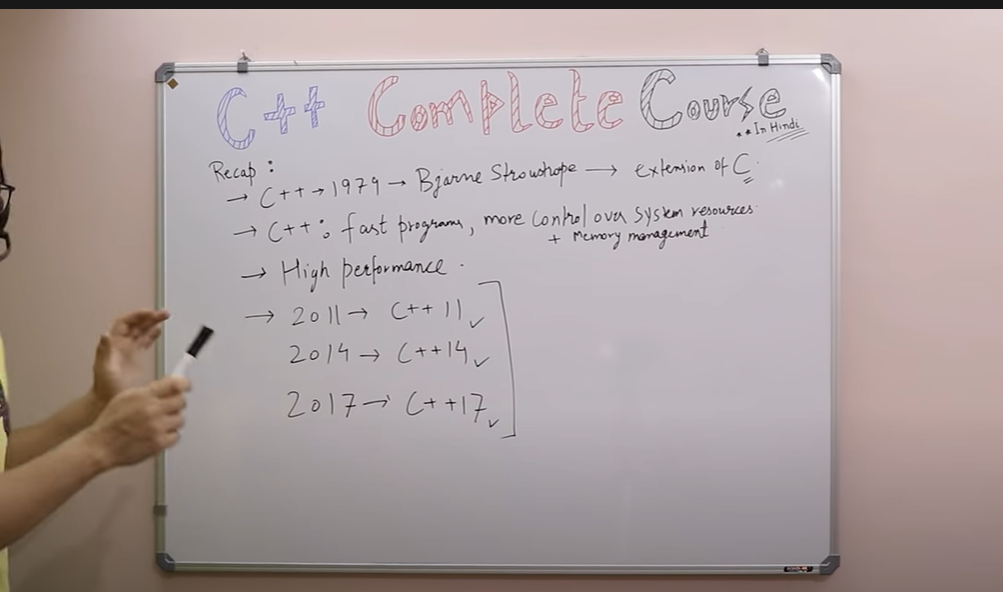 C++ Complete Course
..In Hindi
Recap:
→ C++ → 1979 → Bjarne Stroushope → extension of C.
→ C++: fast programs, more control over system resources
+ Memory management
→ High performance.
→ 2011 → C++ 11 ✓
2014 → C++14 ✓
2017 → C++17 ✓